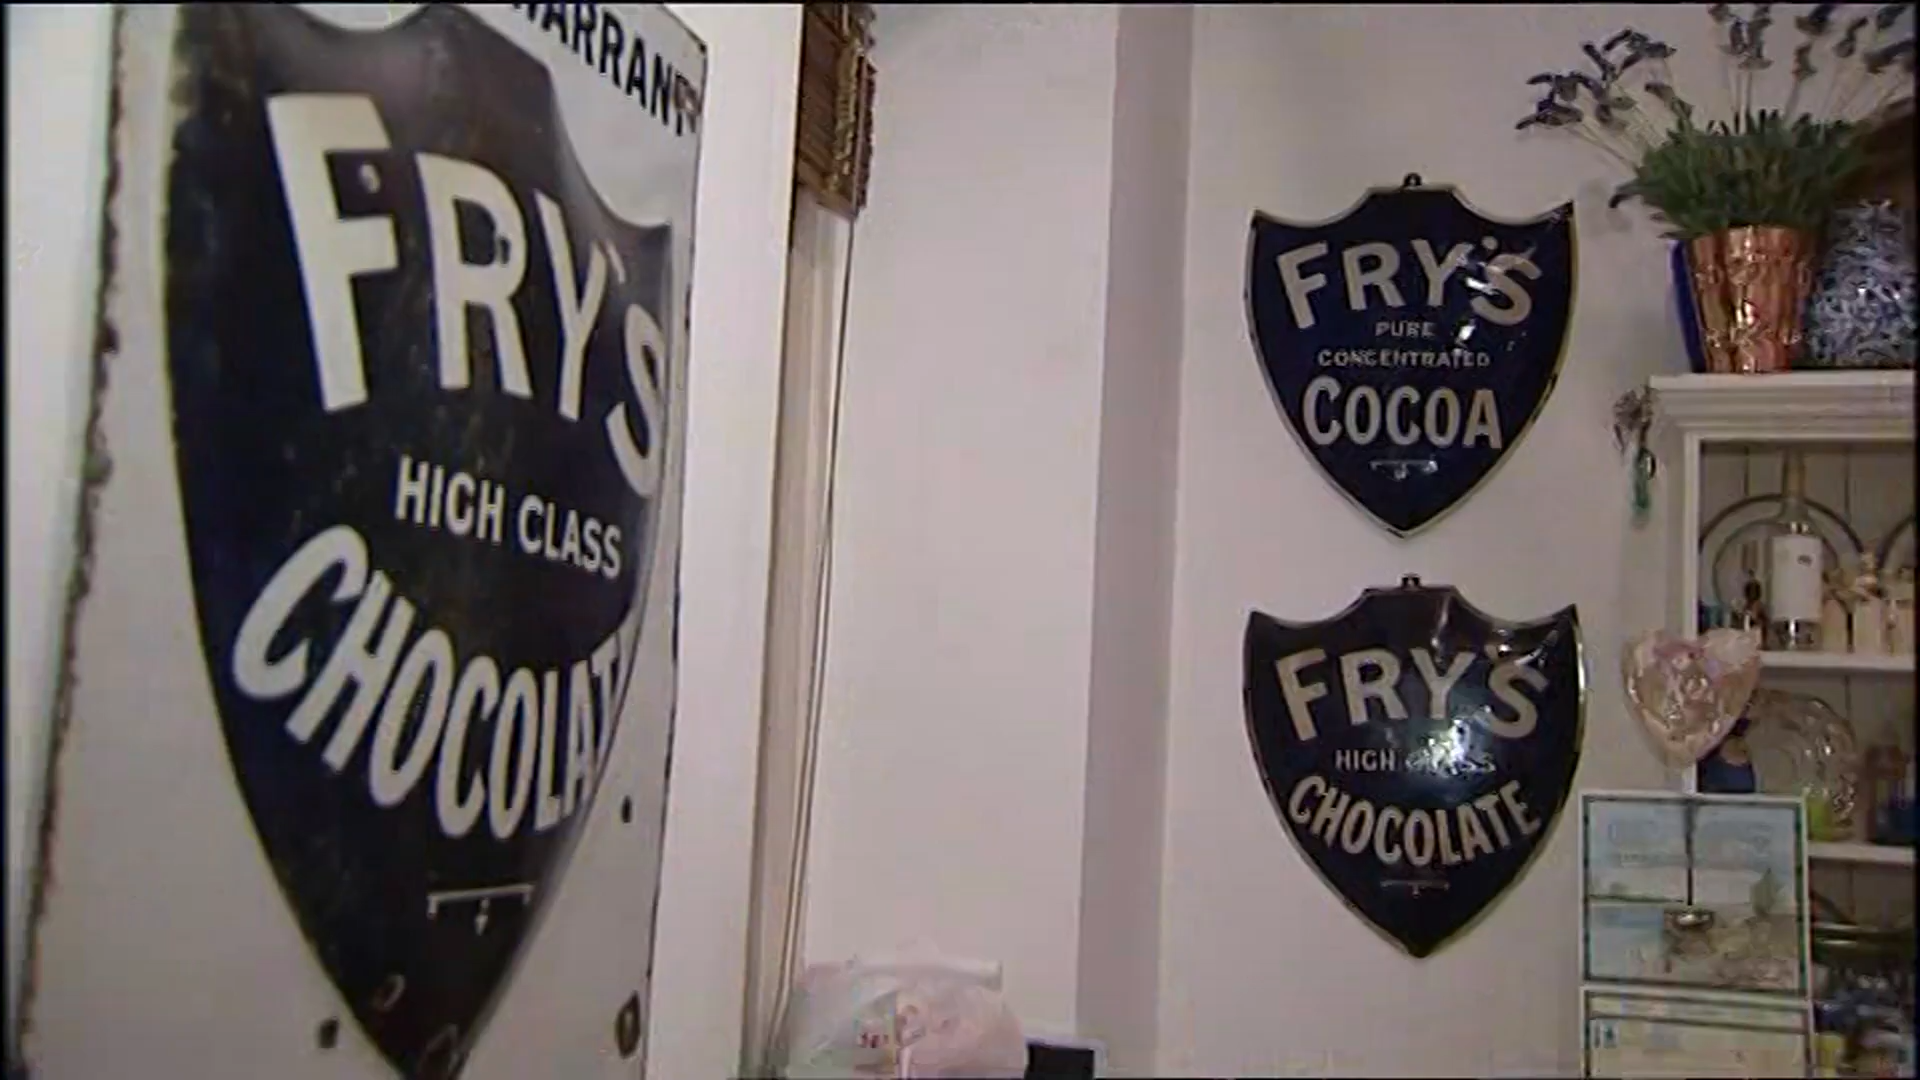 WARRANT
FRY'S
HIGH CLASS
CHOCOLAT
FRY'S
PURE
CONCENTRATED
COCOA
FRY'S
HIGH CLASS
CHOCOLATE